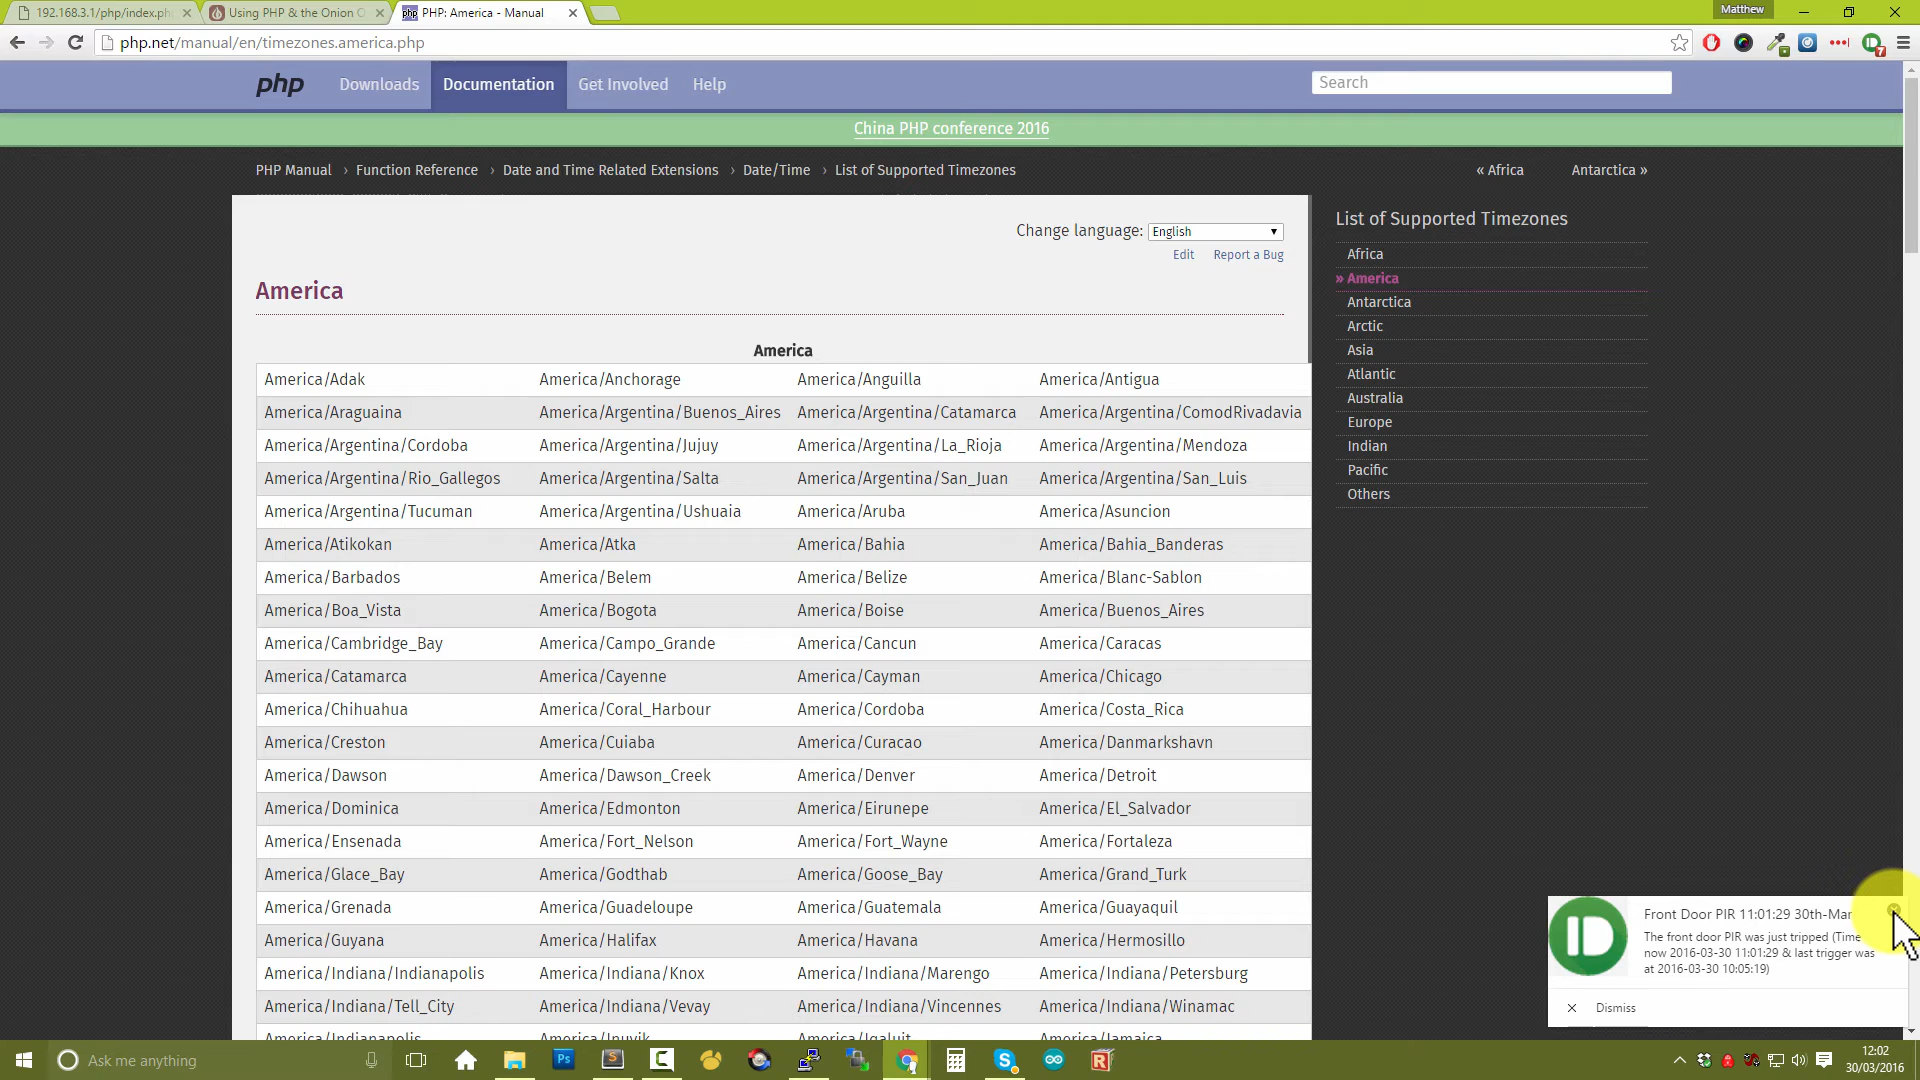 192.168.3.1/php/index.ph
Using PHP & the Onion
PHP: America - Manual
Matthew
php.net/manual/en/timezones.america.php
7
php
Downloads
Documentation
Get Involved
Help
Search
China PHP conference 2016
PHP Manual › Function Reference › Date and Time Related Extensions › Date/Time › List of Supported Timezones
« Africa
Antarctica »
Change language: English
Edit
Report a Bug
America
America
America/Adak America/Anchorage America/Anguilla America/Antigua
America/Araguaina America/Argentina/Buenos_Aires America/Argentina/Catamarca America/Argentina/ComodRivadavia
America/Argentina/Cordoba America/Argentina/Jujuy America/Argentina/La_Rioja America/Argentina/Mendoza
America/Argentina/Rio_Gallegos America/Argentina/Salta America/Argentina/San_Juan America/Argentina/San_Luis
America/Argentina/Tucuman America/Argentina/Ushuaia America/Aruba America/Asuncion
America/Atikokan America/Atka America/Bahia America/Bahia_Banderas
America/Barbados America/Belem America/Belize America/Blanc-Sablon
America/Boa_Vista America/Bogota America/Boise America/Buenos_Aires
America/Cambridge_Bay America/Campo_Grande America/Cancun America/Caracas
America/Catamarca America/Cayenne America/Cayman America/Chicago
America/Chihuahua America/Coral_Harbour America/Cordoba America/Costa_Rica
America/Creston America/Cuiaba America/Curacao America/Danmarkshavn
America/Dawson America/Dawson_Creek America/Denver America/Detroit
America/Dominica America/Edmonton America/Eirunepe America/El_Salvador
America/Ensenada America/Fort_Nelson America/Fort_Wayne America/Fortaleza
America/Glace_Bay America/Godthab America/Goose_Bay America/Grand_Turk
America/Grenada America/Guadeloupe America/Guatemala America/Guayaquil
America/Guyana America/Halifax America/Havana America/Hermosillo
America/Indiana/Indianapolis America/Indiana/Knox America/Indiana/Marengo America/Indiana/Petersburg
America/Indiana/Tell_City America/Indiana/Vevay America/Indiana/Vincennes America/Indiana/Winamac
America/Indianapolis America/Inuvik America/Iqaluit America/Jamaica
List of Supported Timezones
Africa
» America
Antarctica
Arctic
Asia
Atlantic
Australia
Europe
Indian
Pacific
Others
Front Door PIR 11:01:29 30th-Mar
The front door PIR was just tripped (Time
now 2016-03-30 11:01:29 & last trigger was
at 2016-03-30 10:05:19)
Dismiss
Ask me anything
Ps
12:02
30/03/2016